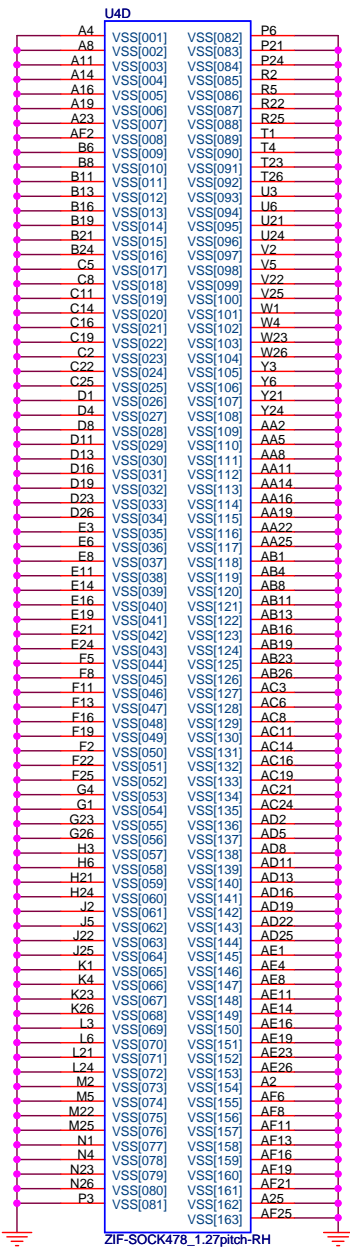 U4D
A4 VSS[001] VSS[082] P6
A8 VSS[002] VSS[083] P21
A11 VSS[003] VSS[084] P24
A14 VSS[004] VSS[085] R2
A16 VSS[005] VSS[086] R5
A19 VSS[006] VSS[087] R22
A23 VSS[007] VSS[088] R25
AF2 VSS[008] VSS[089] T1
B6 VSS[009] VSS[090] T4
B8 VSS[010] VSS[091] T23
B11 VSS[011] VSS[092] T26
B13 VSS[012] VSS[093] U3
B16 VSS[013] VSS[094] U6
B19 VSS[014] VSS[095] U21
B21 VSS[015] VSS[096] U24
B24 VSS[016] VSS[097] V2
C5 VSS[017] VSS[098] V5
C8 VSS[018] VSS[099] V22
C11 VSS[019] VSS[100] V25
C14 VSS[020] VSS[101] W1
C16 VSS[021] VSS[102] W4
C19 VSS[022] VSS[103] W23
C2 VSS[023] VSS[104] W26
C22 VSS[024] VSS[105] Y3
C25 VSS[025] VSS[106] Y6
D1 VSS[026] VSS[107] Y21
D4 VSS[027] VSS[108] Y24
D8 VSS[028] VSS[109] AA2
D11 VSS[029] VSS[110] AA5
D13 VSS[030] VSS[111] AA8
D16 VSS[031] VSS[112] AA11
D19 VSS[032] VSS[113] AA14
D23 VSS[033] VSS[114] AA16
D26 VSS[034] VSS[115] AA19
E3 VSS[035] VSS[116] AA22
E6 VSS[036] VSS[117] AA25
E8 VSS[037] VSS[118] AB1
E11 VSS[038] VSS[119] AB4
E14 VSS[039] VSS[120] AB8
E16 VSS[040] VSS[121] AB11
E19 VSS[041] VSS[122] AB13
E21 VSS[042] VSS[123] AB16
E24 VSS[043] VSS[124] AB19
F5 VSS[044] VSS[125] AB23
F8 VSS[045] VSS[126] AB26
F11 VSS[046] VSS[127] AC3
F13 VSS[047] VSS[128] AC6
F16 VSS[048] VSS[129] AC8
F19 VSS[049] VSS[130] AC11
F2 VSS[050] VSS[131] AC14
F22 VSS[051] VSS[132] AC16
F25 VSS[052] VSS[133] AC19
G4 VSS[053] VSS[134] AC21
G1 VSS[054] VSS[135] AC24
G23 VSS[055] VSS[136] AD2
G26 VSS[056] VSS[137] AD5
H3 VSS[057] VSS[138] AD8
H6 VSS[058] VSS[139] AD11
H21 VSS[059] VSS[140] AD13
H24 VSS[060] VSS[141] AD16
J2 VSS[061] VSS[142] AD19
J5 VSS[062] VSS[143] AD22
J22 VSS[063] VSS[144] AD25
J25 VSS[064] VSS[145] AE1
K1 VSS[065] VSS[146] AE4
K4 VSS[066] VSS[147] AE8
K23 VSS[067] VSS[148] AE11
K26 VSS[068] VSS[149] AE14
L3 VSS[069] VSS[150] AE16
L6 VSS[070] VSS[151] AE19
L21 VSS[071] VSS[152] AE23
L24 VSS[072] VSS[153] AE26
M2 VSS[073] VSS[154] A2
M5 VSS[074] VSS[155] AF6
M22 VSS[075] VSS[156] AF8
M25 VSS[076] VSS[157] AF11
N1 VSS[077] VSS[158] AF13
N4 VSS[078] VSS[159] AF16
N23 VSS[079] VSS[160] AF19
N26 VSS[080] VSS[161] AF21
P3 VSS[081] VSS[162] A25
VSS[163] AF25
ZIF-SOCK478_1.27pitch-RH